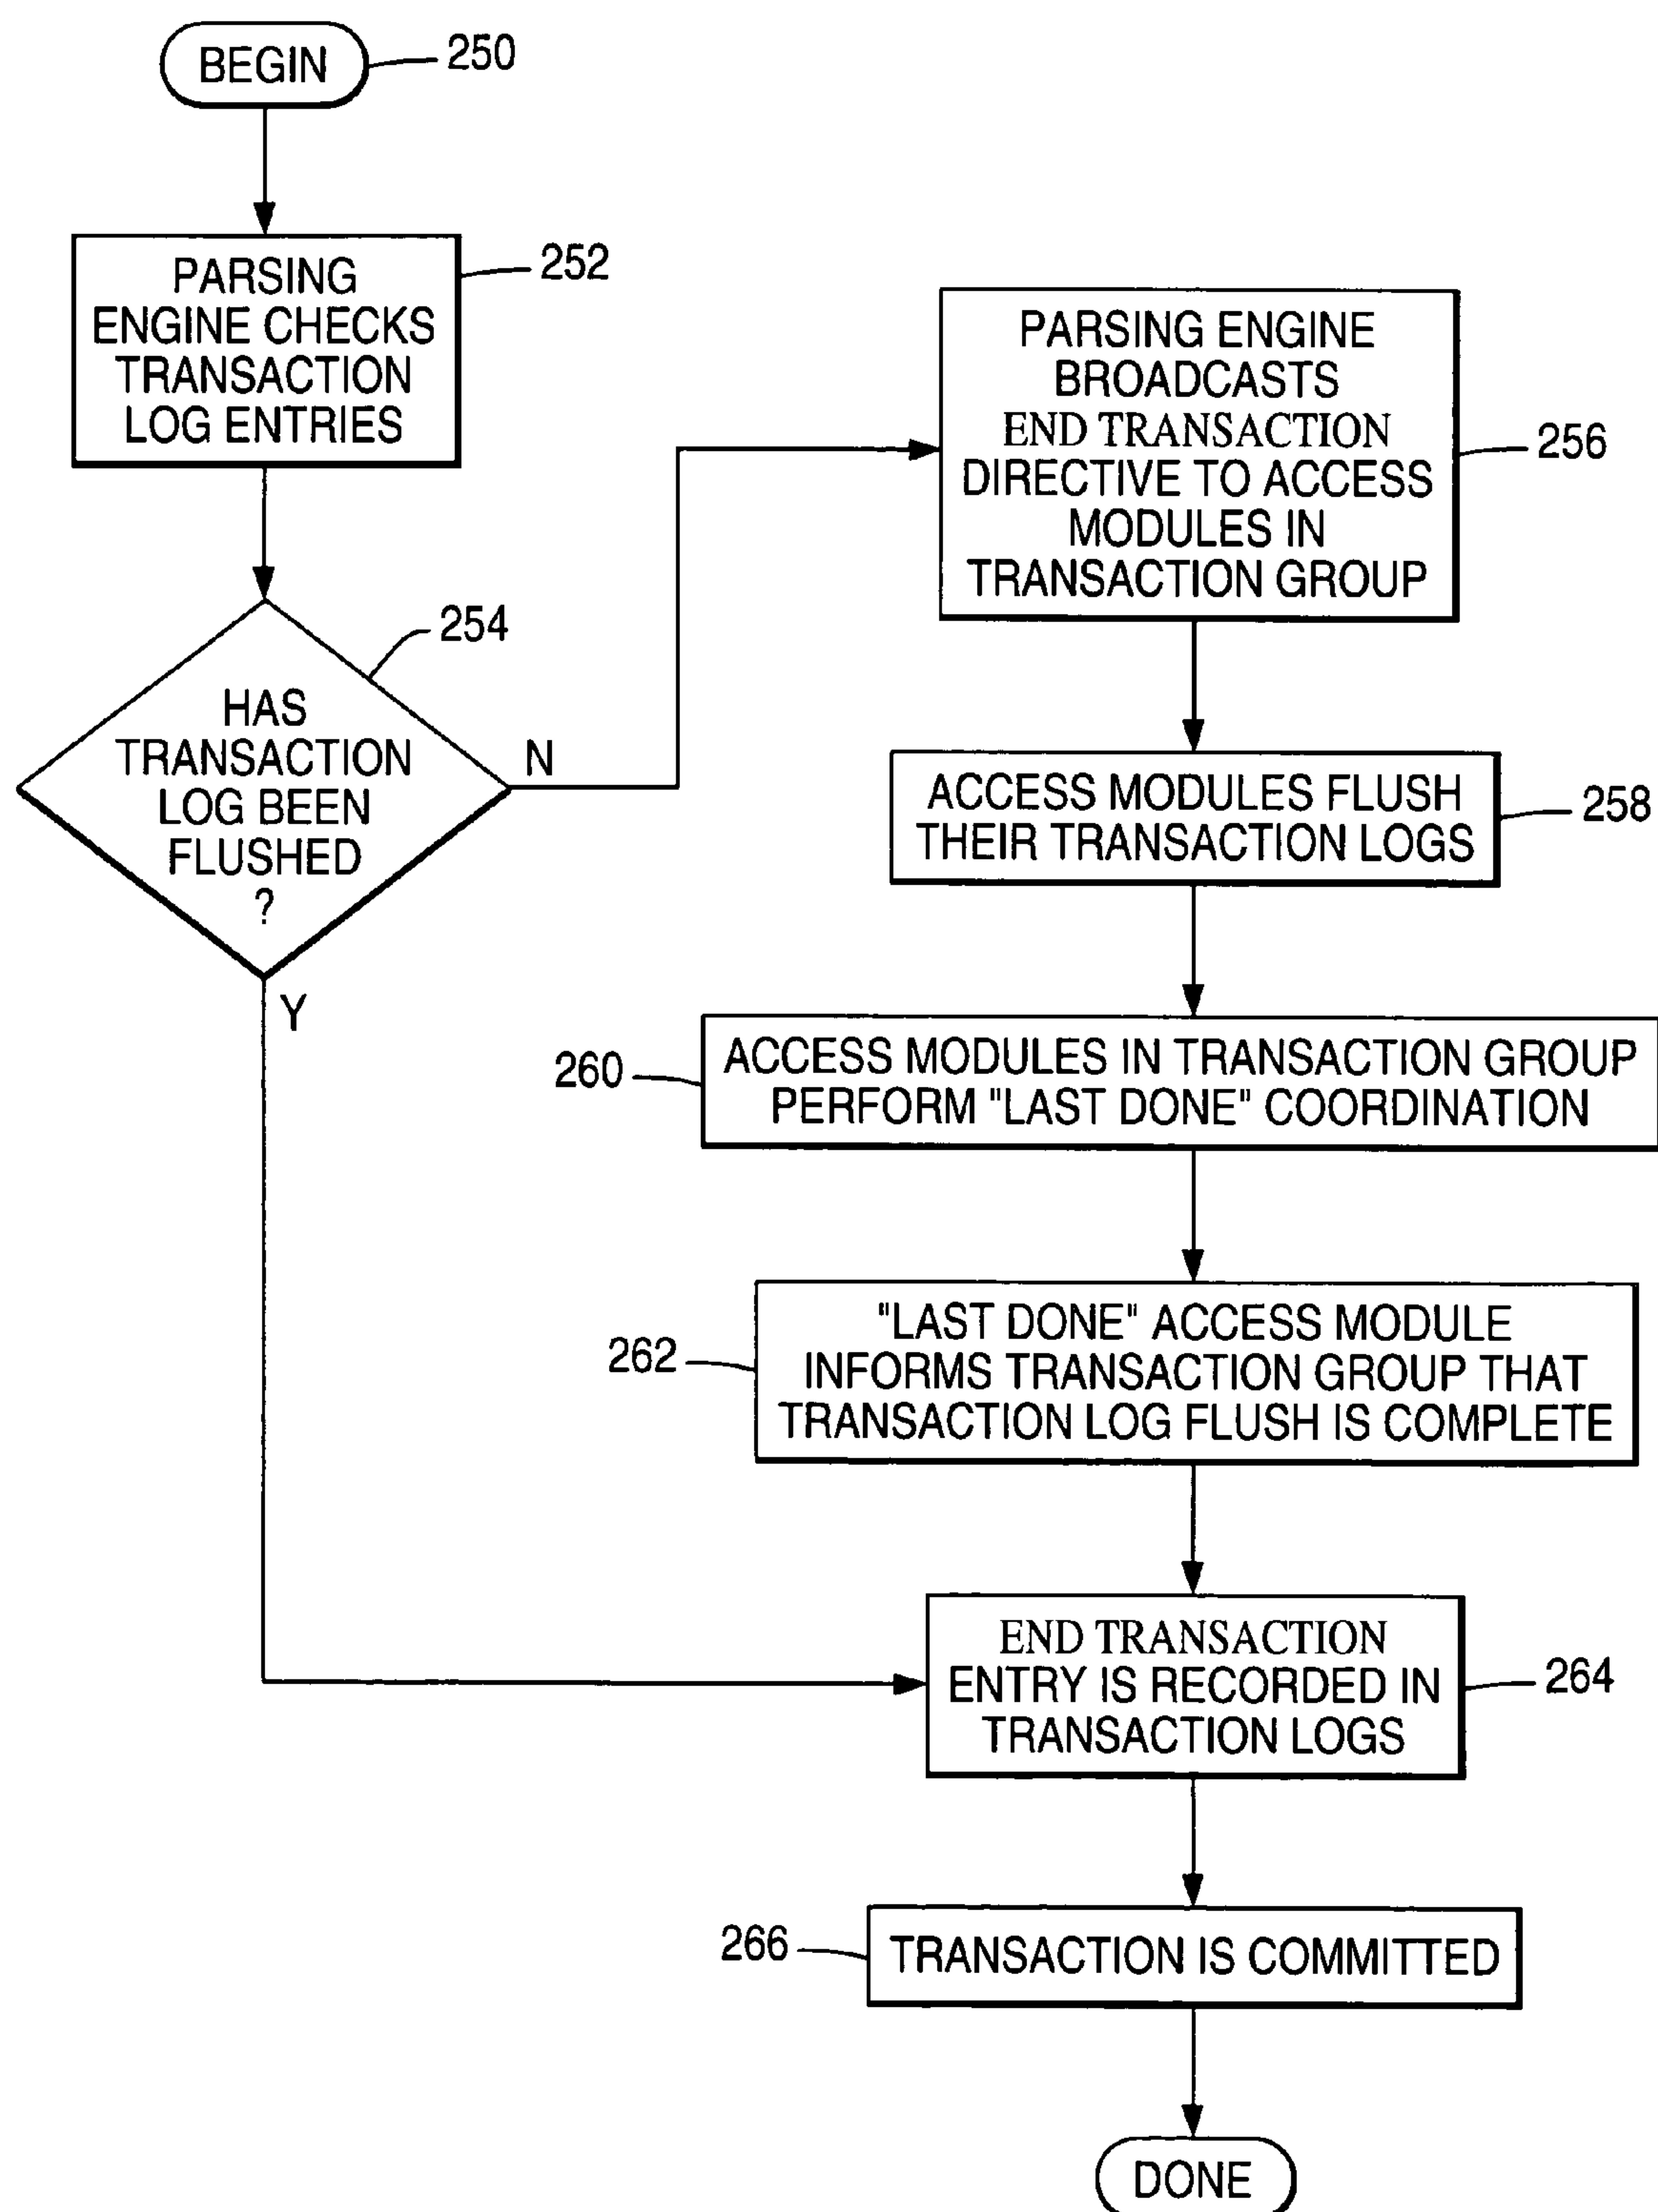 BEGIN
250
PARSING
ENGINE CHECKS
TRANSACTION
LOG ENTRIES
252
HAS
TRANSACTION
LOG BEEN
FLUSHED
?
254
N
Y
PARSING ENGINE
BROADCASTS
END TRANSACTION
DIRECTIVE TO ACCESS
MODULES IN
TRANSACTION GROUP
256
ACCESS MODULES FLUSH
THEIR TRANSACTION LOGS
258
260
ACCESS MODULES IN TRANSACTION GROUP
PERFORM "LAST DONE" COORDINATION
262
"LAST DONE" ACCESS MODULE
INFORMS TRANSACTION GROUP THAT
TRANSACTION LOG FLUSH IS COMPLETE
END TRANSACTION
ENTRY IS RECORDED IN
TRANSACTION LOGS
264
266
TRANSACTION IS COMMITTED
DONE